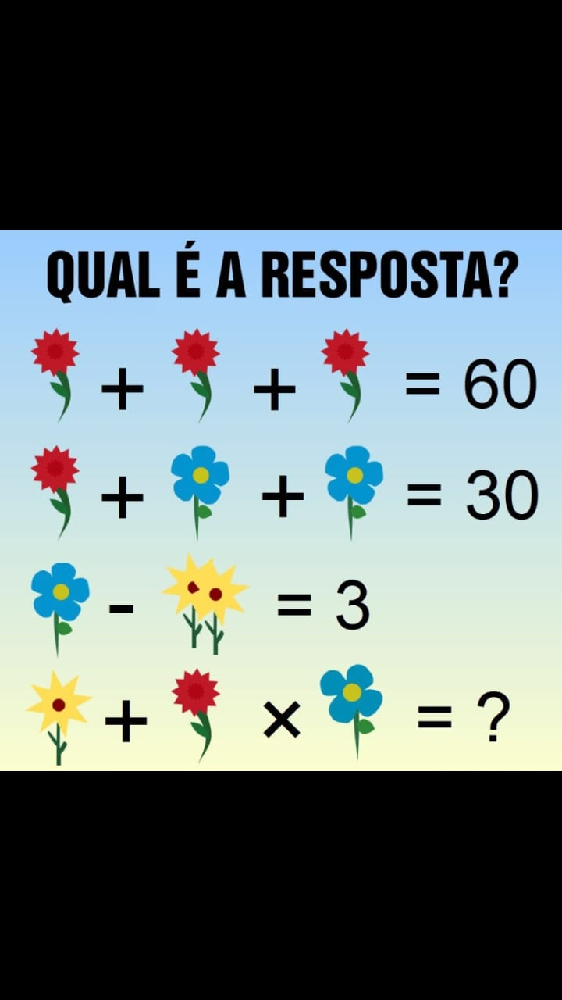 QUAL É A RESPOSTA?
+ + = 60
+ + = 30
- = 3
+ × = ?